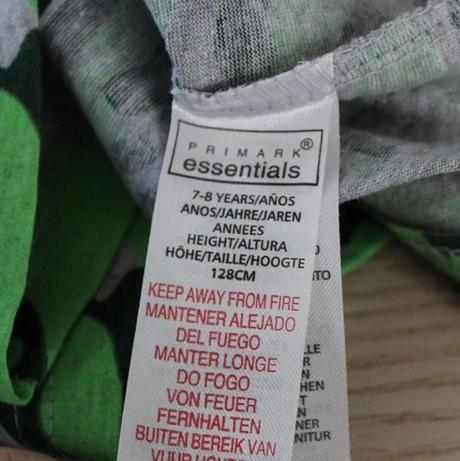 PRIMARK®
essentials
7-8 YEARS/AÑOS
ANOS/JAHRE/JAREN
ANNEES
HEIGHT/ALTURA
HÖHE/TAILLE/HOOGTE
128CM
KEEP AWAY FROM FIRE
MANTENER ALEJADO
DEL FUEGO
MANTER LONGE
DO FOGO
VON FEUER
FERNHALTEN
BUITEN BEREIK VAN